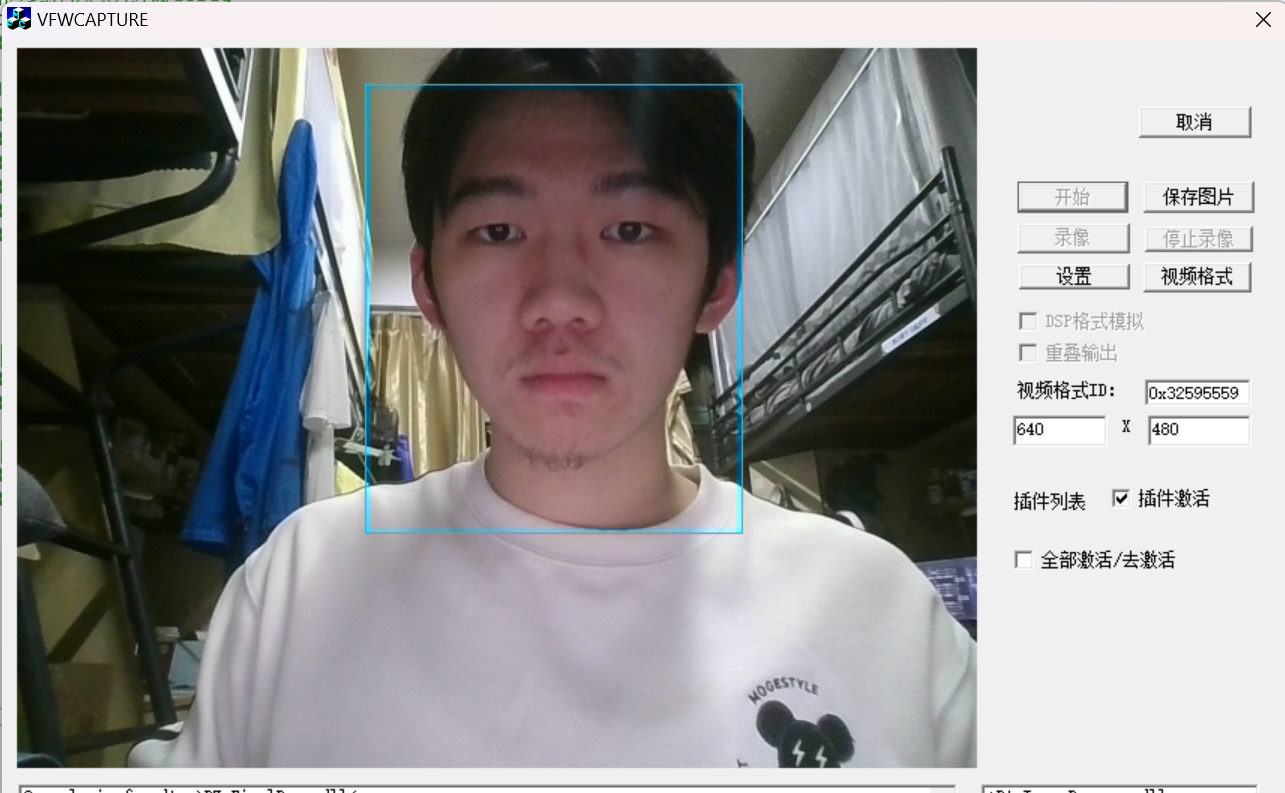 VFWCAPTURE
取消
开始
保存图片
录像
停止录像
设置
视频格式
DSP格式模拟
重叠输出
视频格式ID:
0x32595559
640
X
480
插件列表
插件激活
全部激活/去激活
MOGESTYLE